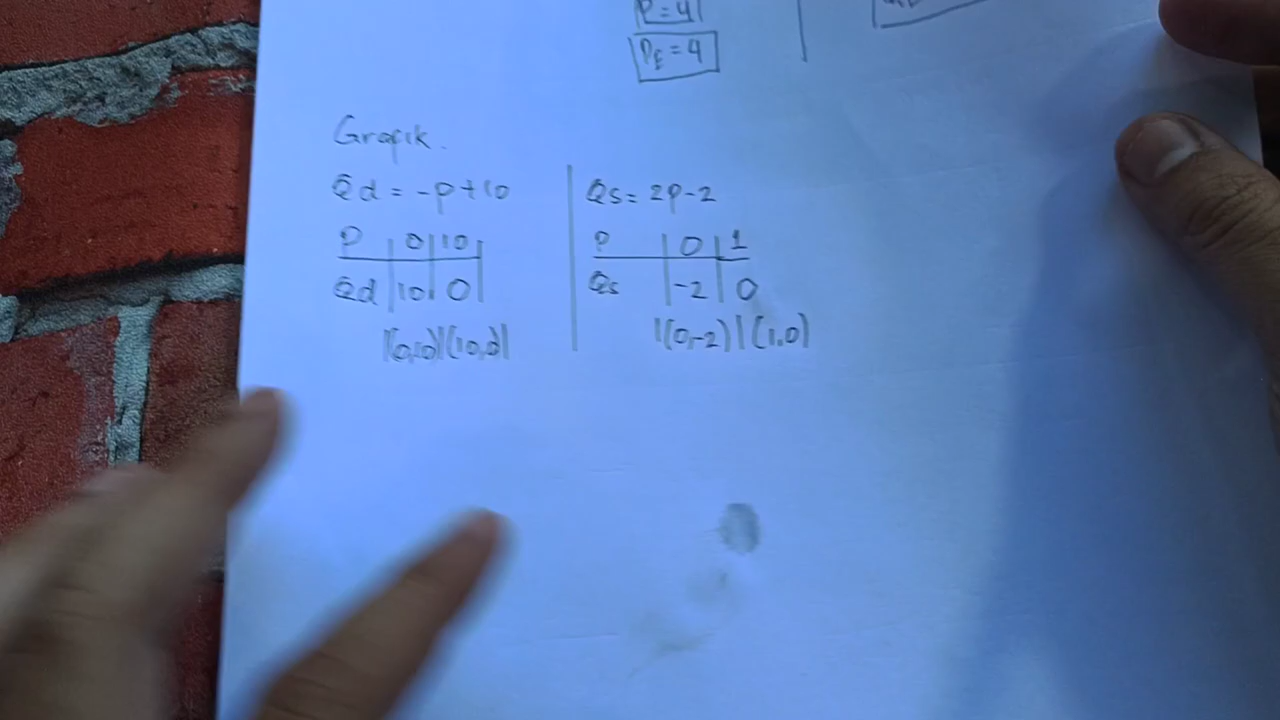 P = 4
PE = 4
Grafik.
Qd = -p+10
P | 0 | 10 |
Qd | 10 | 0 |
|(0,10)|(10,0)|
Qs = 2p-2
P | 0 | 1
Qs | -2 | 0
|(0,-2)|(1,0)|